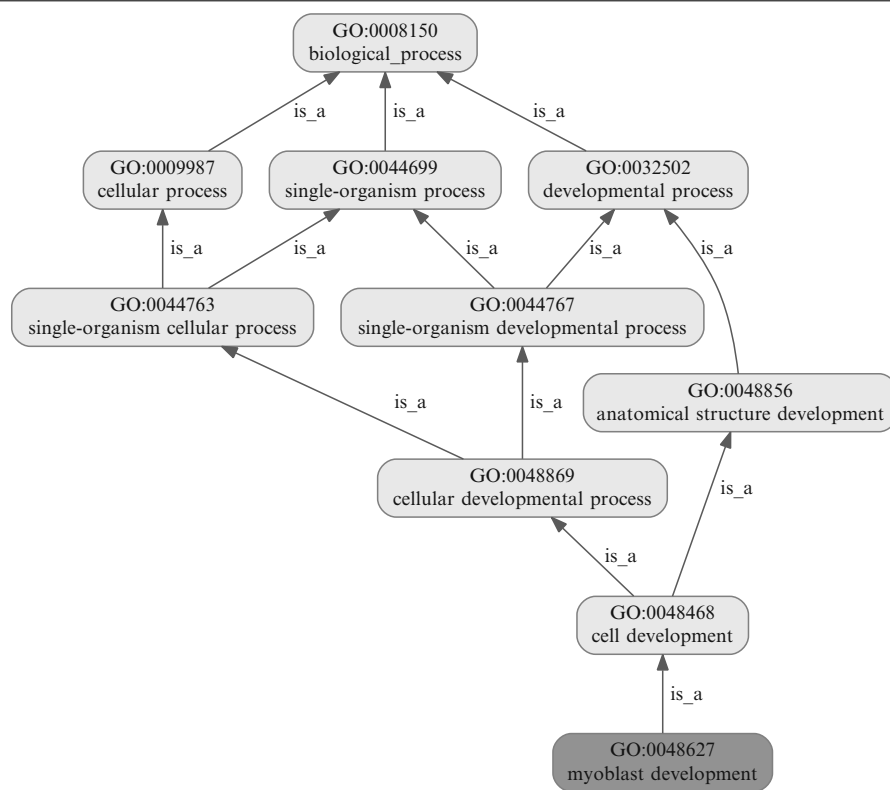 GO:0008150
biological_process
is_a
is_a
is_a
GO:0009987
cellular process
GO:0044699
single-organism process
GO:0032502
developmental process
is_a
is_a
is_a
is_a
is_a
GO:0044763
single-organism cellular process
GO:0044767
single-organism developmental process
GO:0048856
anatomical structure development
is_a
is_a
GO:0048869
cellular developmental process
is_a
is_a
GO:0048468
cell development
is_a
GO:0048627
myoblast development